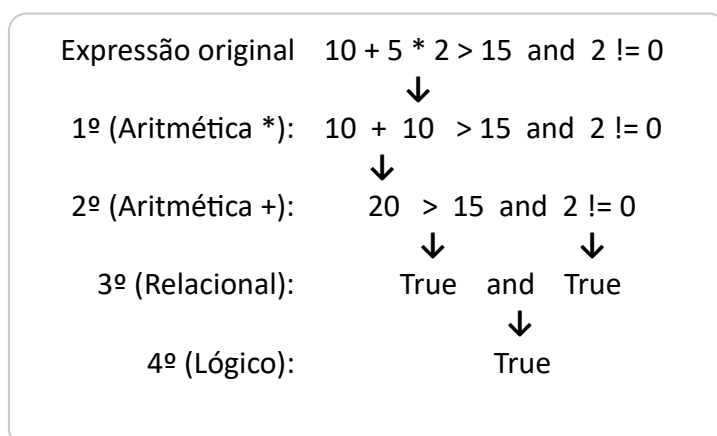 Expressão original 10 + 5 * 2 > 15 and 2 != 0
1º (Aritmética *): 10 + 10 > 15 and 2 != 0
2º (Aritmética +): 20 > 15 and 2 != 0
3º (Relacional): True and True
4º (Lógico): True